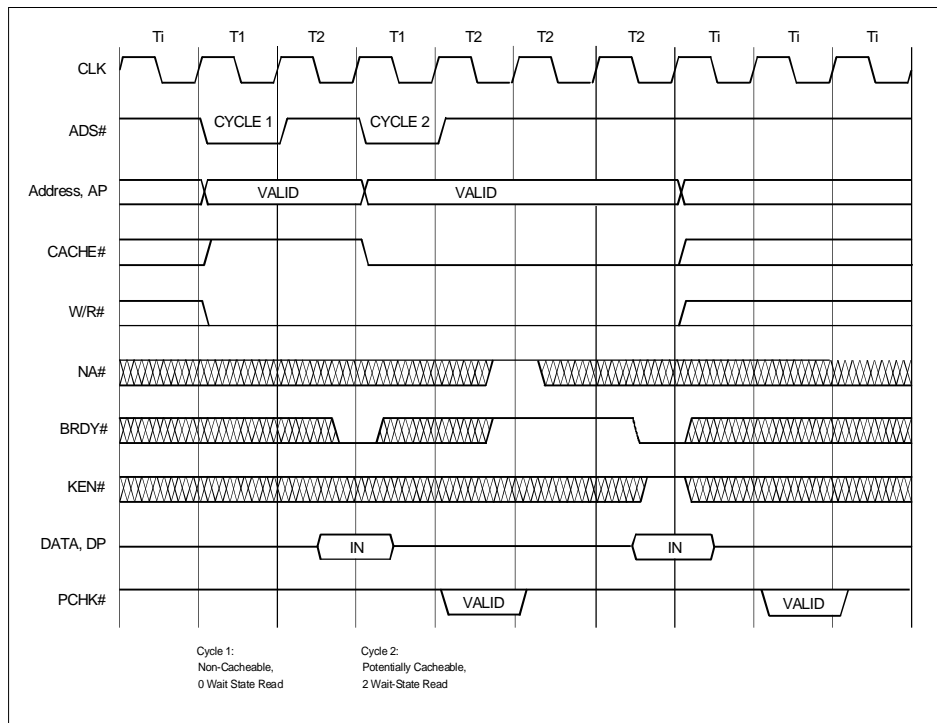 Ti T1 T2 T1 T2 T2 T2 Ti Ti Ti
CLK
ADS# CYCLE 1 CYCLE 2
Address, AP VALID VALID
CACHE#
W/R#
NA#
BRDY#
KEN#
DATA, DP IN IN
PCHK# VALID VALID
Cycle 1:
Non-Cacheable,
0 Wait State Read
Cycle 2:
Potentially Cacheable,
2 Wait-State Read